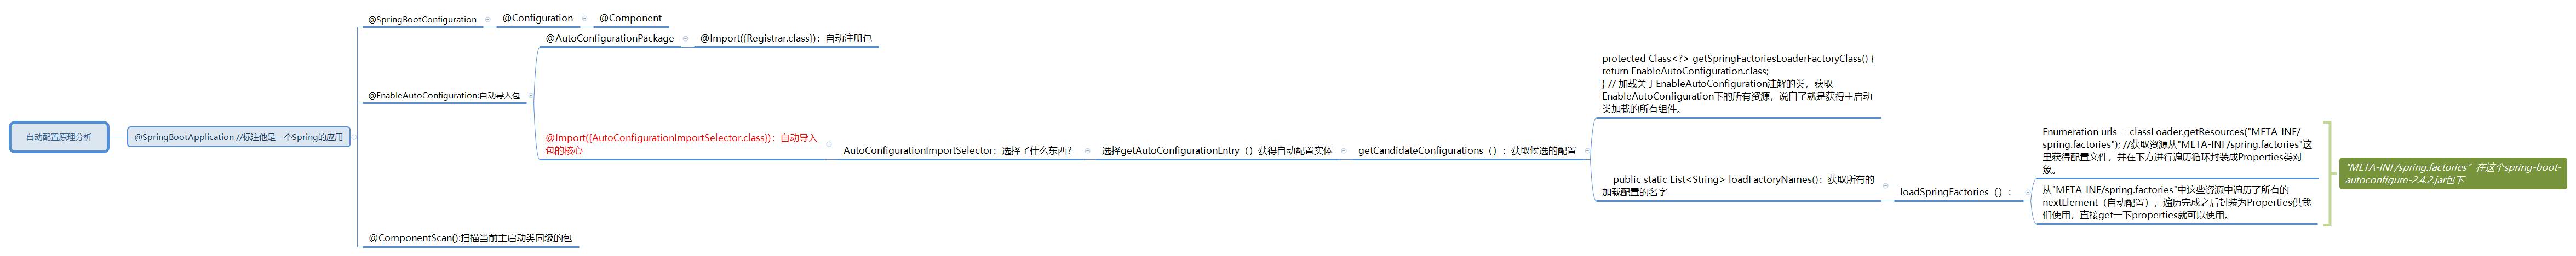 自动配置原理分析
@SpringBootApplication //标注他是一个Spring的应用
@SpringBootConfiguration
@Configuration
@Component
@EnableAutoConfiguration:自动导入包
@AutoConfigurationPackage
@Import({Registrar.class})：自动注册包
@Import({AutoConfigurationImportSelector.class})：自动导入
包的核心
AutoConfigurationImportSelector：选择了什么东西?
选择getAutoConfigurationEntry（）获得自动配置实体
getCandidateConfigurations（）：获取候选的配置
protected Class<?> getSpringFactoriesLoaderFactoryClass() {
return EnableAutoConfiguration.class;
} // 加载关于EnableAutoConfiguration注解的类，获取
EnableAutoConfiguration下的所有资源，说白了就是获得主启动
类加载的所有组件。
public static List<String> loadFactoryNames()：获取所有的
加载配置的名字
loadSpringFactories（）：
Enumeration urls = classLoader.getResources("META-INF/
spring.factories"); //获取资源从"META-INF/spring.factories"这
里获得配置文件，并在下方进行遍历循环封装成Properties类对
象。
从"META-INF/spring.factories"中这些资源中遍历了所有的
nextElement（自动配置），遍历完成之后封装为Properties供我
们使用，直接get一下properties就可以使用。
"META-INF/spring.factories" 在这个spring-boot-
autoconfigure-2.4.2.jar包下
@ComponentScan():扫描当前主启动类同级的包